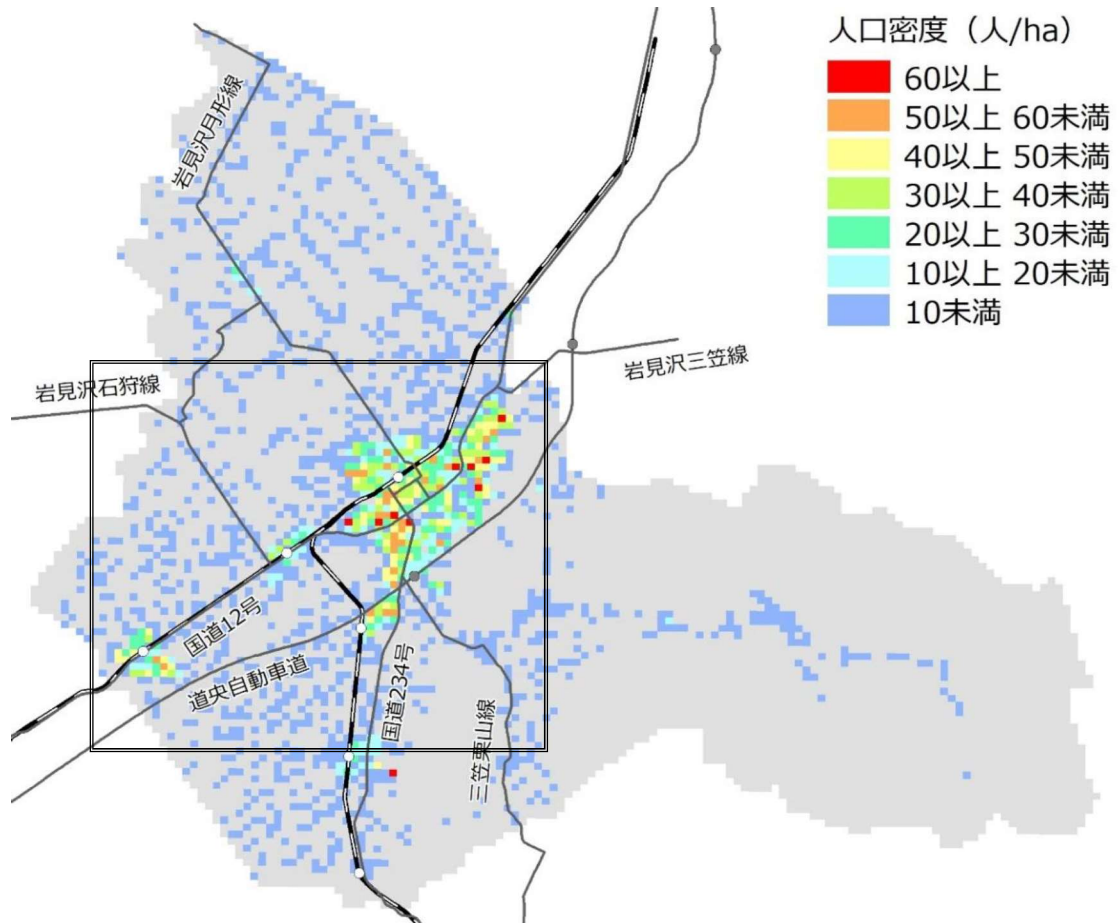 人口密度（人/ha）
60以上
50以上 60未満
40以上 50未満
30以上 40未満
20以上 30未満
10以上 20未満
10未満
岩見沢月形線
岩見沢三笠線
岩見沢石狩線
国道12号
道央自動車道
国道234号
三笠栗山線